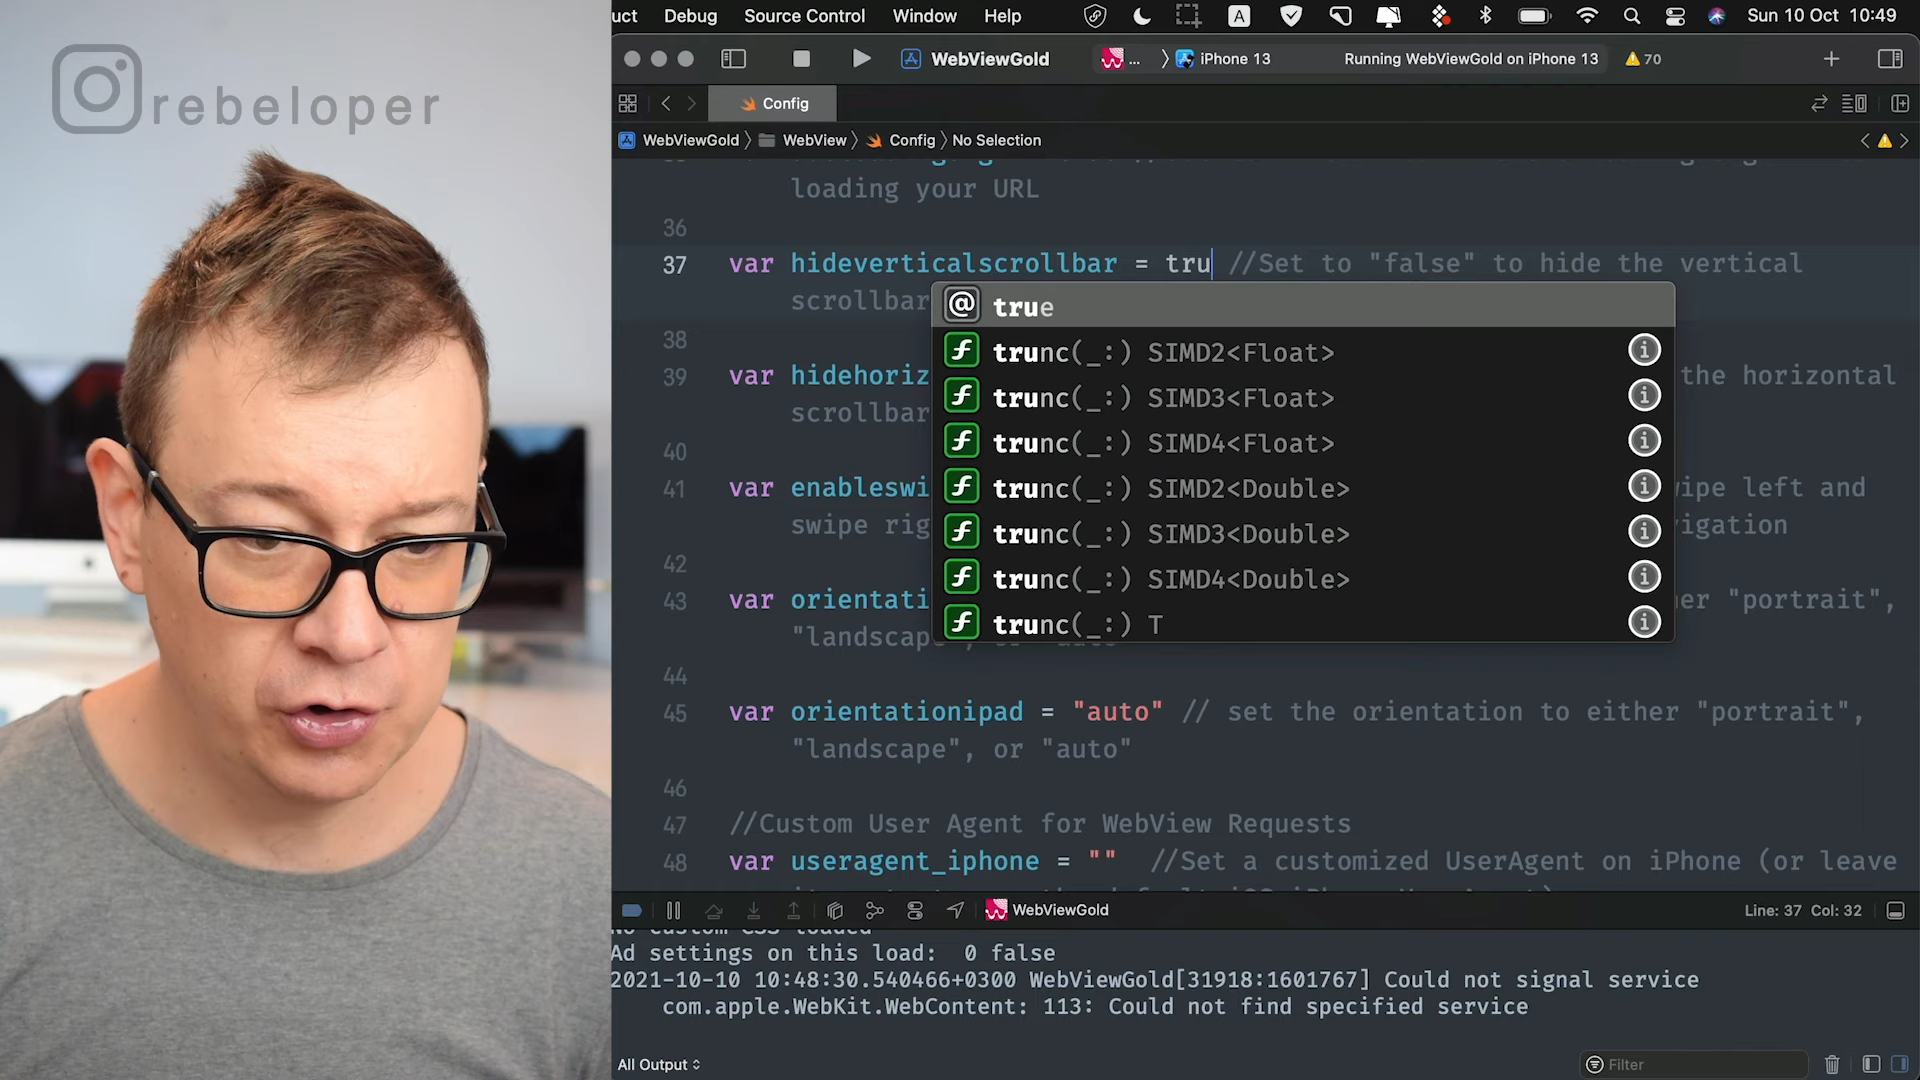 uct Debug Source Control Window Help A Sun 10 Oct 10:49
rebeloper
WebViewGold ... iPhone 13 Running WebViewGold on iPhone 13 70
Config
WebViewGold WebView Config No Selection
loading your URL
36
37 var hideverticalscrollbar = tru //Set to "false" to hide the vertical
scrollbar
@ true
38
trunc(_:) SIMD2<Float>
39 var hidehoriz the horizontal
scrollbar
trunc(_:) SIMD3<Float>
40
trunc(_:) SIMD4<Float>
41 var enableswi ipe left and
trunc(_:) SIMD2<Double>
swipe rig igation
trunc(_:) SIMD3<Double>
42
trunc(_:) SIMD4<Double>
43 var orientati her "portrait",
trunc(_:) T
"landscape", or "auto"
44
45 var orientationipad = "auto" // set the orientation to either "portrait",
"landscape", or "auto"
46
47 //Custom User Agent for WebView Requests
48 var useragent_iphone = "" //Set a customized UserAgent on iPhone (or leave
WebViewGold Line: 37 Col: 32
No custom CSS loaded
Ad settings on this load: 0 false
2021-10-10 10:48:30.540466+0300 WebViewGold[31918:1601767] Could not signal service
com.apple.WebKit.WebContent: 113: Could not find specified service
All Output Filter